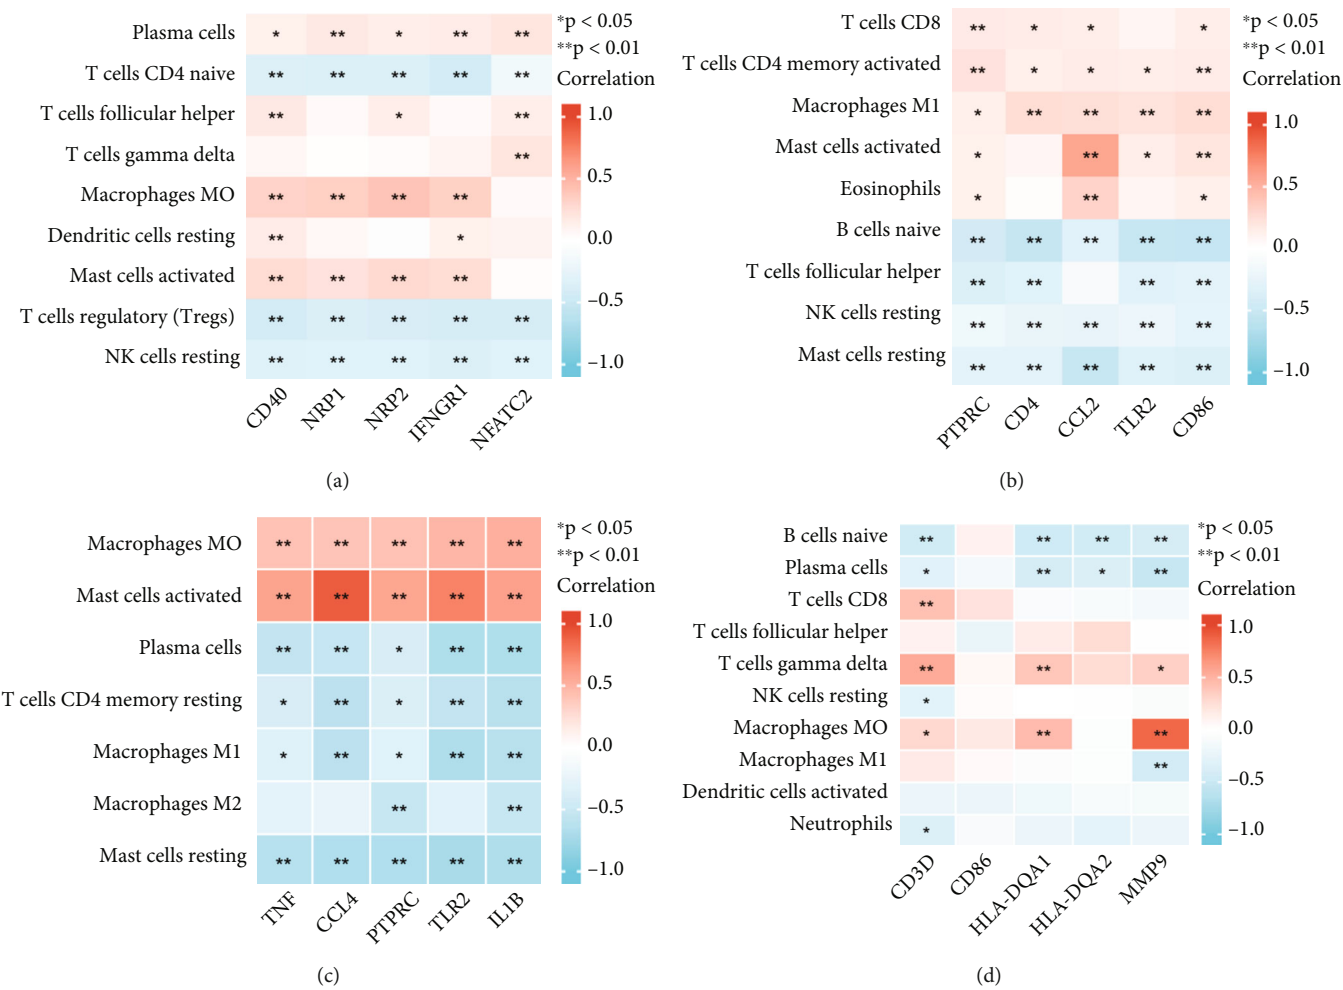 Plasma cells * ** * ** **
T cells CD4 naive ** ** ** ** **
T cells follicular helper ** * **
T cells gamma delta **
Macrophages MO ** ** ** **
Dendritic cells resting ** *
Mast cells activated ** ** ** **
T cells regulatory (Tregs) ** ** ** ** **
NK cells resting ** ** ** ** **
CD40 NRP1 NRP2 IFNGR1 NFATC2
*p < 0.05
**p < 0.01
Correlation
1.0
0.5
0.0
−0.5
−1.0
(a)
T cells CD8 ** * * *
T cells CD4 memory activated ** * * * **
Macrophages M1 * ** ** ** **
Mast cells activated * ** * **
Eosinophils * ** *
B cells naive ** ** ** ** **
T cells follicular helper ** ** ** **
NK cells resting ** ** ** ** **
Mast cells resting ** ** ** ** **
PTPRC CD4 CCL2 TLR2 CD86
*p < 0.05
**p < 0.01
Correlation
1.0
0.5
0.0
−0.5
−1.0
(b)
Macrophages MO ** ** ** ** **
Mast cells activated ** ** ** ** **
Plasma cells ** ** * ** **
T cells CD4 memory resting * ** * ** **
Macrophages M1 * ** * ** **
Macrophages M2 ** **
Mast cells resting ** ** ** ** **
TNF CCL4 PTPRC TLR2 IL1B
*p < 0.05
**p < 0.01
Correlation
1.0
0.5
0.0
−0.5
−1.0
(c)
B cells naive ** ** ** **
Plasma cells * ** * **
T cells CD8 **
T cells follicular helper
T cells gamma delta ** ** *
NK cells resting *
Macrophages MO * ** **
Macrophages M1 **
Dendritic cells activated
Neutrophils *
CD3D CD86 HLA-DQA1 HLA-DQA2 MMP9
*p < 0.05
**p < 0.01
Correlation
1.0
0.5
0.0
−0.5
−1.0
(d)